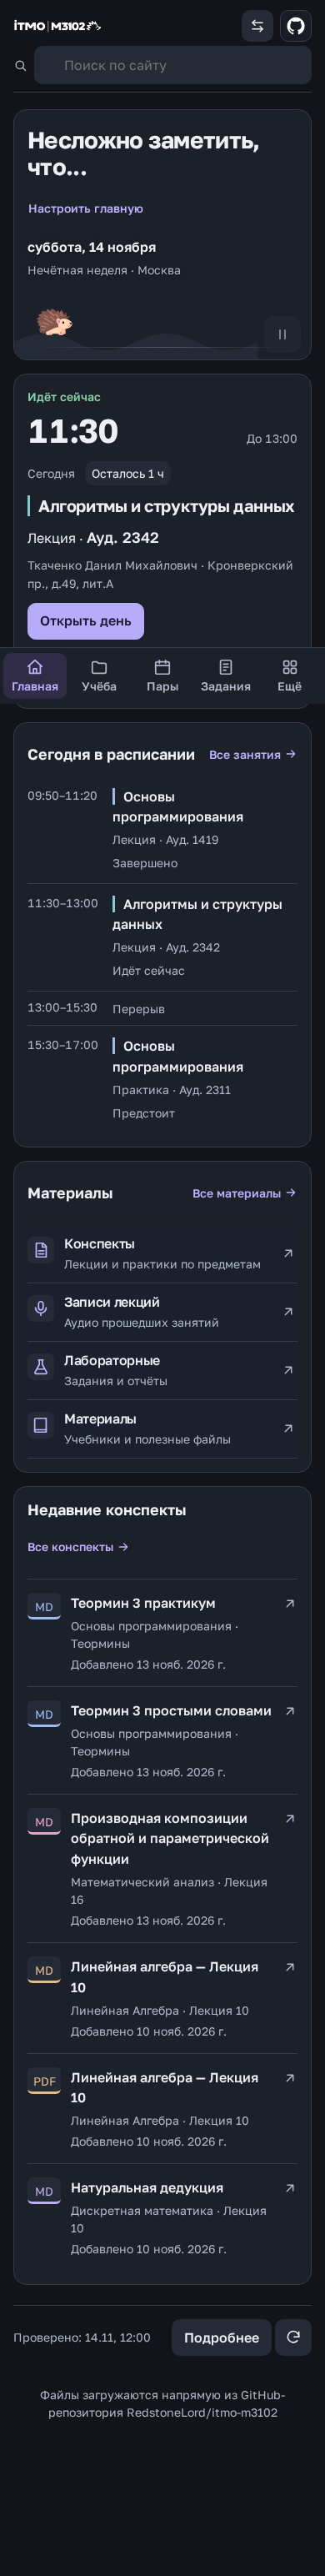 ITMO M3102
Поиск по сайту
Несложно заметить,
что...
Настроить главную
суббота, 14 ноября
Нечётная неделя · Москва
Идёт сейчас
11:30
До 13:00
Сегодня
Осталось 1 ч
Алгоритмы и структуры данных
Лекция · Ауд. 2342
Ткаченко Данил Михайлович · Кронверкский
пр., д.49, лит.А
Открыть день
Главная
Учёба
Пары
Задания
Ещё
Сегодня в расписании
Все занятия →
09:50–11:20
Основы
программирования
Лекция · Ауд. 1419
Завершено
11:30–13:00
Алгоритмы и структуры
данных
Лекция · Ауд. 2342
Идёт сейчас
13:00–15:30
Перерыв
15:30–17:00
Основы
программирования
Практика · Ауд. 2311
Предстоит
Материалы
Все материалы →
Конспекты
Лекции и практики по предметам
Записи лекций
Аудио прошедших занятий
Лабораторные
Задания и отчёты
Материалы
Учебники и полезные файлы
Недавние конспекты
Все конспекты →
MD
Теормин 3 практикум
Основы программирования ·
Теормины
Добавлено 13 нояб. 2026 г.
MD
Теормин 3 простыми словами
Основы программирования ·
Теормины
Добавлено 13 нояб. 2026 г.
MD
Производная композиции
обратной и параметрической
функции
Математический анализ · Лекция
16
Добавлено 13 нояб. 2026 г.
MD
Линейная алгебра — Лекция
10
Линейная Алгебра · Лекция 10
Добавлено 10 нояб. 2026 г.
PDF
Линейная алгебра — Лекция
10
Линейная Алгебра · Лекция 10
Добавлено 10 нояб. 2026 г.
MD
Натуральная дедукция
Дискретная математика · Лекция
10
Добавлено 10 нояб. 2026 г.
Проверено: 14.11, 12:00
Подробнее
Файлы загружаются напрямую из GitHub-
репозитория RedstoneLord/itmo-m3102